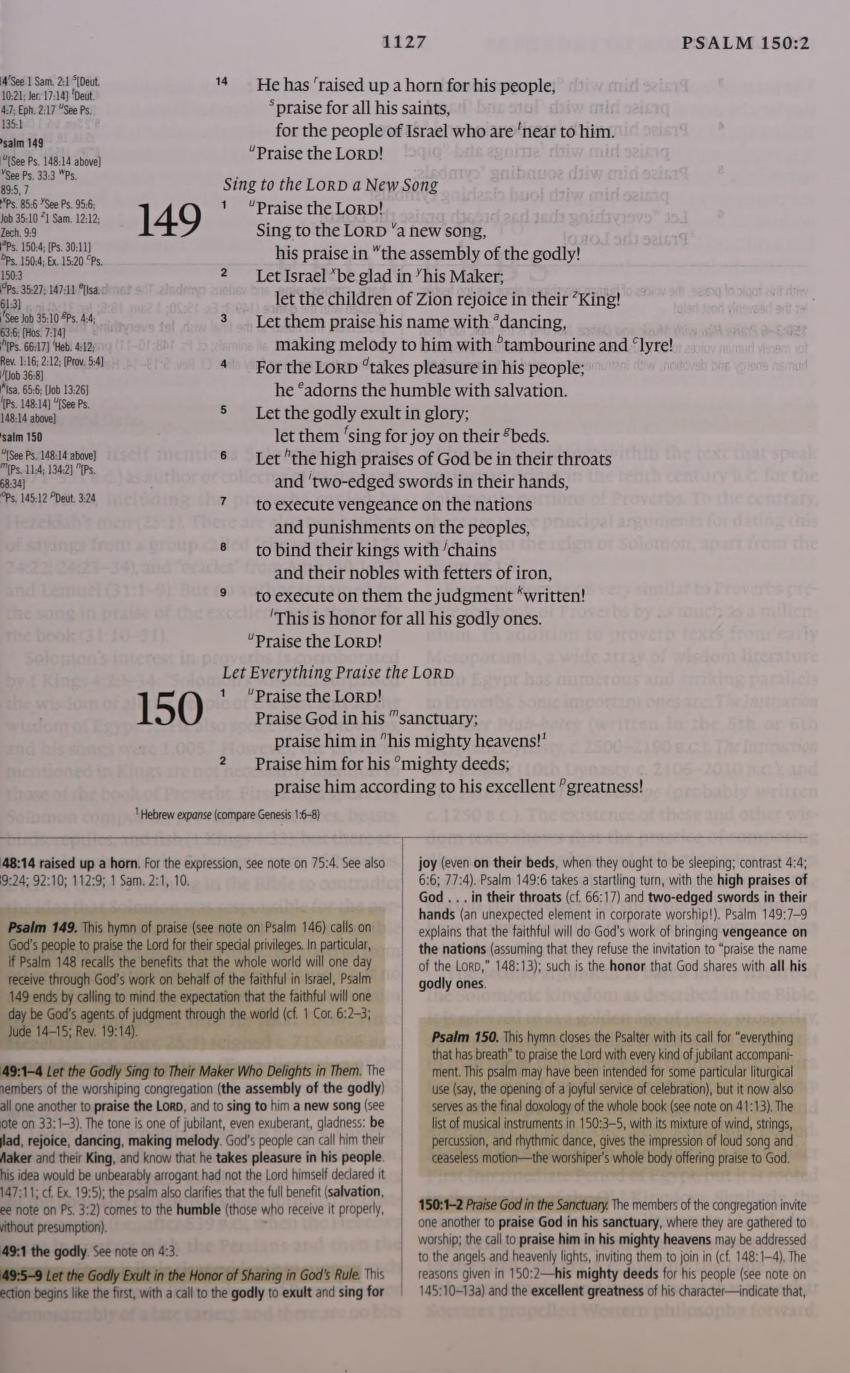 1127
PSALM 150:2
14 r See 1 Sam. 2:1 s [Deut.
10:21; Jer. 17:14] t Deut.
4:7; Eph. 2:17 u See Ps.
135:1
salm 149
u [See Ps. 148:14 above]
v See Ps. 33:3 w Ps.
89:5, 7
x Ps. 85:6 y See Ps. 95:6;
Job 35:10 z 1 Sam. 12:12;
Zech. 9:9
a Ps. 150:4; [Ps. 30:11]
b Ps. 150:4; Ex. 15:20 c Ps.
150:3
d Ps. 35:27; 147:11 e [Isa.
61:3]
f See Job 35:10 g Ps. 4:4;
63:6; [Hos. 7:14]
h [Ps. 66:17] i Heb. 4:12;
Rev. 1:16; 2:12; [Prov. 5:4]
j [Job 36:8]
k Isa. 65:6; [Job 13:26]
l [Ps. 148:14] u [See Ps.
148:14 above]
salm 150
u [See Ps. 148:14 above]
m [Ps. 11:4; 134:2] n [Ps.
68:34]
o Ps. 145:12 p Deut. 3:24
14 He has r raised up a horn for his people,
s praise for all his saints,
for the people of Israel who are t near to him.
u Praise the LORD!
Sing to the LORD a New Song
149 1 u Praise the LORD!
Sing to the LORD v a new song,
his praise in w the assembly of the godly!
2 Let Israel x be glad in y his Maker;
let the children of Zion rejoice in their z King!
3 Let them praise his name with a dancing,
making melody to him with b tambourine and c lyre!
4 For the LORD d takes pleasure in his people;
he e adorns the humble with salvation.
5 Let the godly exult in glory;
let them f sing for joy on their g beds.
6 Let h the high praises of God be in their throats
and i two-edged swords in their hands,
7 to execute vengeance on the nations
and punishments on the peoples,
8 to bind their kings with j chains
and their nobles with fetters of iron,
9 to execute on them the judgment k written!
l This is honor for all his godly ones.
u Praise the LORD!
Let Everything Praise the LORD
150 1 u Praise the LORD!
Praise God in his m sanctuary;
praise him in n his mighty heavens! 1
2 Praise him for his o mighty deeds;
praise him according to his excellent p greatness!
1 Hebrew expanse (compare Genesis 1:6–8)
48:14 raised up a horn. For the expression, see note on 75:4. See also
9:24; 92:10; 112:9; 1 Sam. 2:1, 10.
Psalm 149. This hymn of praise (see note on Psalm 146) calls on
God's people to praise the Lord for their special privileges. In particular,
if Psalm 148 recalls the benefits that the whole world will one day
receive through God's work on behalf of the faithful in Israel, Psalm
149 ends by calling to mind the expectation that the faithful will one
day be God's agents of judgment through the world (cf. 1 Cor. 6:2–3;
Jude 14–15; Rev. 19:14).
49:1–4 Let the Godly Sing to Their Maker Who Delights in Them. The
members of the worshiping congregation (the assembly of the godly)
all one another to praise the LORD, and to sing to him a new song (see
ote on 33:1–3). The tone is one of jubilant, even exuberant, gladness: be
glad, rejoice, dancing, making melody. God's people can call him their
Maker and their King, and know that he takes pleasure in his people.
his idea would be unbearably arrogant had not the Lord himself declared it
147:11; cf. Ex. 19:5); the psalm also clarifies that the full benefit (salvation,
ee note on Ps. 3:2) comes to the humble (those who receive it properly,
without presumption).
49:1 the godly. See note on 4:3.
49:5–9 Let the Godly Exult in the Honor of Sharing in God's Rule. This
ection begins like the first, with a call to the godly to exult and sing for
joy (even on their beds, when they ought to be sleeping; contrast 4:4;
6:6; 77:4). Psalm 149:6 takes a startling turn, with the high praises of
God . . . in their throats (cf. 66:17) and two-edged swords in their
hands (an unexpected element in corporate worship!). Psalm 149:7–9
explains that the faithful will do God's work of bringing vengeance on
the nations (assuming that they refuse the invitation to "praise the name
of the LORD," 148:13); such is the honor that God shares with all his
godly ones.
Psalm 150. This hymn closes the Psalter with its call for "everything
that has breath" to praise the Lord with every kind of jubilant accompani-
ment. This psalm may have been intended for some particular liturgical
use (say, the opening of a joyful service of celebration), but it now also
serves as the final doxology of the whole book (see note on 41:13). The
list of musical instruments in 150:3–5, with its mixture of wind, strings,
percussion, and rhythmic dance, gives the impression of loud song and
ceaseless motion—the worshiper's whole body offering praise to God.
150:1–2 Praise God in the Sanctuary. The members of the congregation invite
one another to praise God in his sanctuary, where they are gathered to
worship; the call to praise him in his mighty heavens may be addressed
to the angels and heavenly lights, inviting them to join in (cf. 148:1–4). The
reasons given in 150:2—his mighty deeds for his people (see note on
145:10–13a) and the excellent greatness of his character—indicate that,